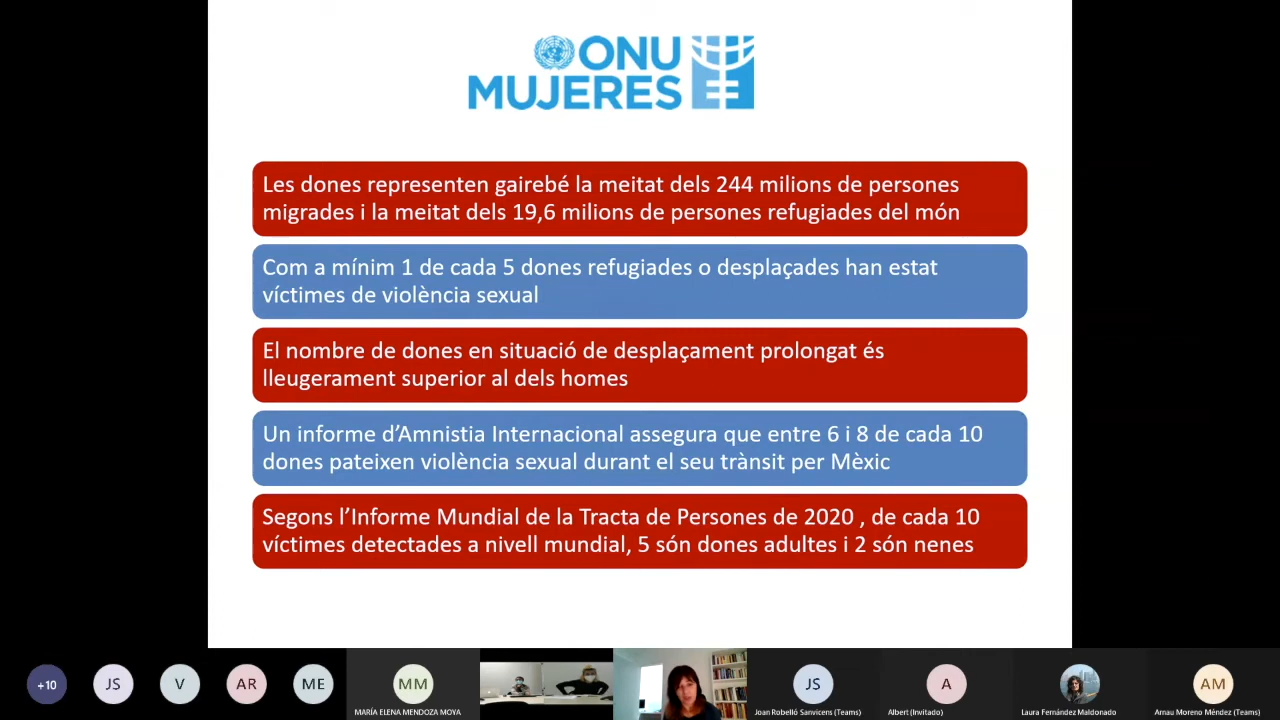 ONU
MUJERES
Les dones representen gairebé la meitat dels 244 milions de persones
migrades i la meitat dels 19,6 milions de persones refugiades del món
Com a mínim 1 de cada 5 dones refugiades o desplaçades han estat
víctimes de violència sexual
El nombre de dones en situació de desplaçament prolongat és
lleugerament superior al dels homes
Un informe d’Amnistia Internacional assegura que entre 6 i 8 de cada 10
dones pateixen violència sexual durant el seu trànsit per Mèxic
Segons l’Informe Mundial de la Tracta de Persones de 2020 , de cada 10
víctimes detectades a nivell mundial, 5 són dones adultes i 2 són nenes
+10
JS
V
AR
ME
MM
JS
A
AM
MARÍA ELENA MENDOZA MOYA
Joan Robelló Sanvicens (Teams)
Albert (Invitado)
Laura Fernández Maldonado
Arnau Moreno Méndez (Teams)